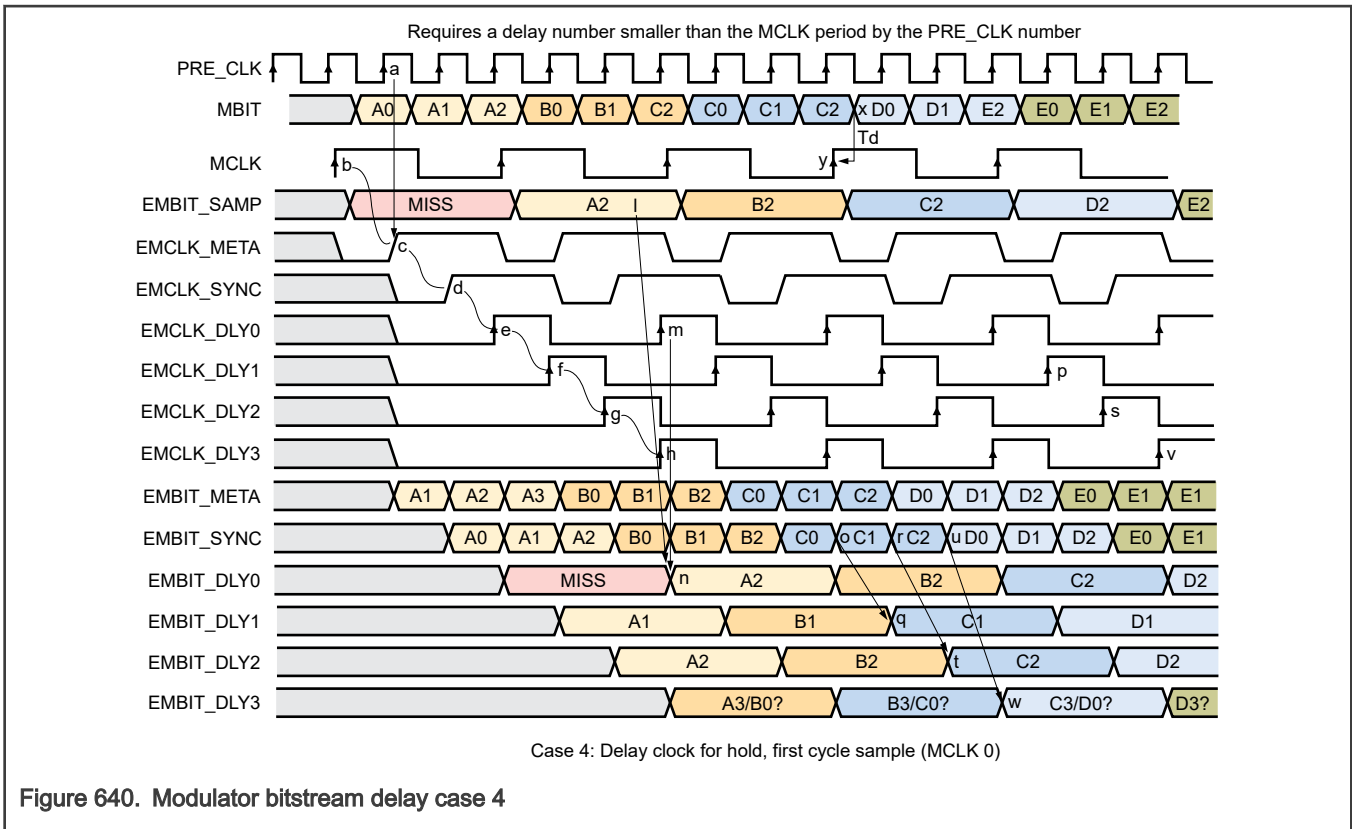 Requires a delay number smaller than the MCLK period by the PRE_CLK number
PRE_CLK a
MBIT A0 A1 A2 B0 B1 C2 C0 C1 C2 x D0 D1 E2 E0 E1 E2
Td
MCLK b y
EMBIT_SAMP MISS A2 l B2 C2 D2 E2
EMCLK_META c
EMCLK_SYNC d
EMCLK_DLY0 e m
EMCLK_DLY1 f p
EMCLK_DLY2 g s
EMCLK_DLY3 h v
EMBIT_META A1 A2 A3 B0 B1 B2 C0 C1 C2 D0 D1 D2 E0 E1 E1
EMBIT_SYNC A0 A1 A2 B0 B1 B2 C0 o C1 r C2 u D0 D1 D2 E0 E1
EMBIT_DLY0 MISS n A2 B2 C2 D2
EMBIT_DLY1 A1 B1 q C1 D1
EMBIT_DLY2 A2 B2 t C2 D2
EMBIT_DLY3 A3/B0? B3/C0? w C3/D0? D3?
Case 4: Delay clock for hold, first cycle sample (MCLK 0)
Figure 640. Modulator bitstream delay case 4